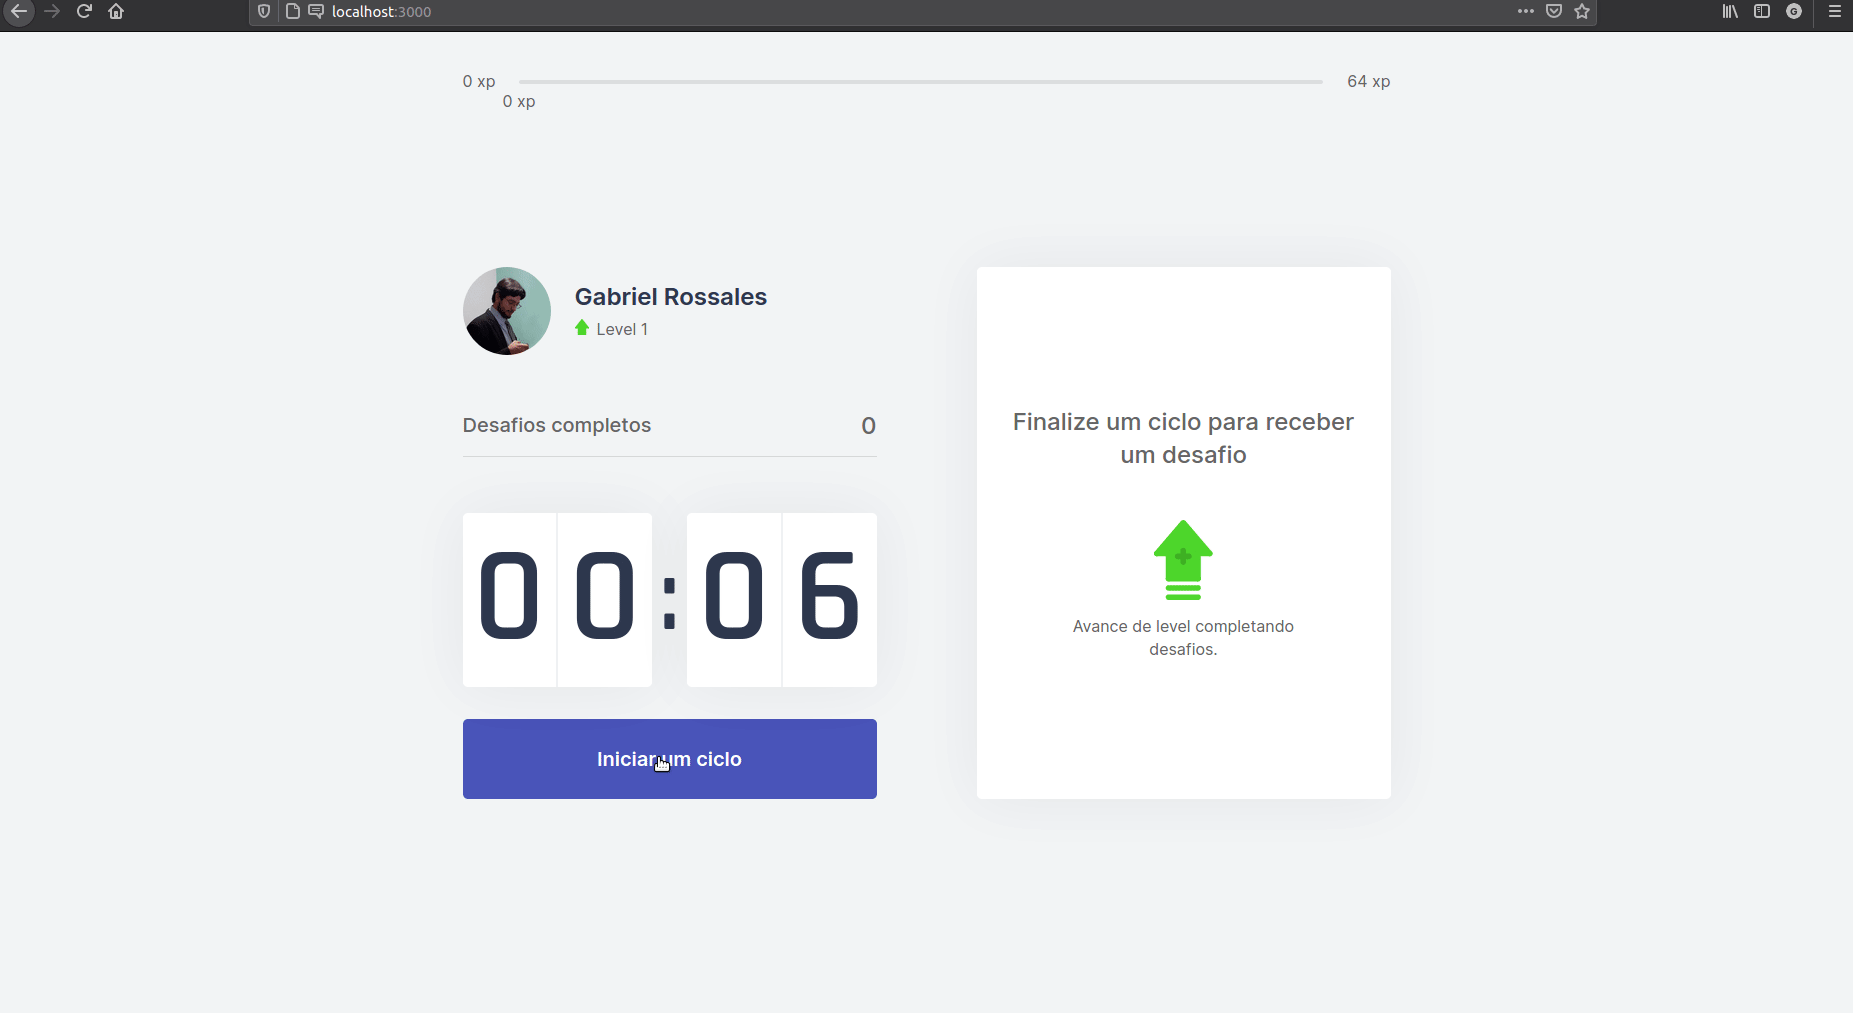 localhost:3000
G
0 xp
64 xp
0 xp
Gabriel Rossales
Level 1
Desafios completos
0
00:06
Iniciar um ciclo
Finalize um ciclo para receber
um desafio
Avance de level completando
desafios.